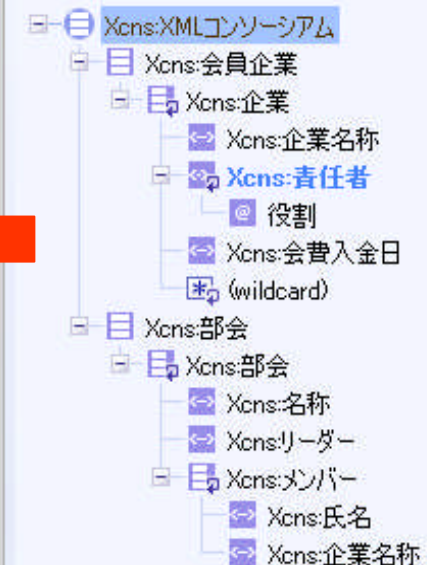 Xcns:XMLコンソーシアム
Xcns:会員企業
Xcns:企業
Xcns:企業名称
Xcns:責任者
@ 役割
Xcns:会費入金日
(wildcard)
Xcns:部会
Xcns:部会
Xcns:名称
Xcns:リーダー
Xcns:メンバー
Xcns:氏名
Xcns:企業名称